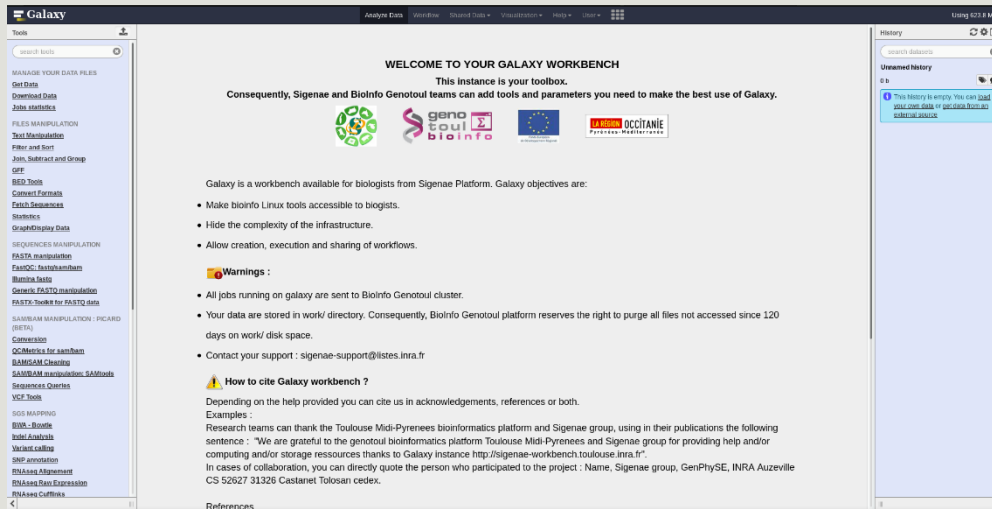 Galaxy
Analyze Data Workflow Shared Data Visualization Help User
Using 623.8 M
Tools
search tools
MANAGE YOUR DATA FILES
Get Data
Download Data
Jobs statistics
FILES MANIPULATION
Text Manipulation
Filter and Sort
Join, Subtract and Group
GFF
BED Tools
Convert Formats
Fetch Sequences
Statistics
Graph/Display Data
SEQUENCES MANIPULATION
FASTA manipulation
FastQC: fastq/sam/bam
Illumina fastq
Generic FASTQ manipulation
FASTX-Toolkit for FASTQ data
SAM/BAM MANIPULATION : PICARD
(BETA)
Conversion
QC/Metrics for sam/bam
BAM/SAM Cleaning
SAM/BAM manipulation: SAMtools
Sequences Queries
VCF Tools
SGS MAPPING
BWA - Bowtie
Indel Analysis
Variant calling
SNP annotation
RNAseq Alignement
RNAseq Raw Expression
RNAseq Cufflinks
WELCOME TO YOUR GALAXY WORKBENCH
This instance is your toolbox.
Consequently, Sigenae and BioInfo Genotoul teams can add tools and parameters you need to make the best use of Galaxy.
geno
toul
bioinfo
LA RÉGION OCCITANIE
Pyrénées-Méditerranée
Galaxy is a workbench available for biologists from Sigenae Platform. Galaxy objectives are:
Make bioinfo Linux tools accessible to biogists.
Hide the complexity of the infrastructure.
Allow creation, execution and sharing of workflows.
Warnings :
All jobs running on galaxy are sent to BioInfo Genotoul cluster.
Your data are stored in work/ directory. Consequently, BioInfo Genotoul platform reserves the right to purge all files not accessed since 120
days on work/ disk space.
Contact your support : sigenae-support@listes.inra.fr
How to cite Galaxy workbench ?
Depending on the help provided you can cite us in acknowledgements, references or both.
Examples :
Research teams can thank the Toulouse Midi-Pyrenees bioinformatics platform and Sigenae group, using in their publications the following
sentence : "We are grateful to the genotoul bioinformatics platform Toulouse Midi-Pyrenees and Sigenae group for providing help and/or
computing and/or storage ressources thanks to Galaxy instance http://sigenae-workbench.toulouse.inra.fr".
In cases of collaboration, you can directly quote the person who participated to the project : Name, Sigenae group, GenPhySE, INRA Auzeville
CS 52627 31326 Castanet Tolosan cedex.
References
History
search datasets
Unnamed history
0 b
This history is empty. You can load
your own data or get data from an
external source